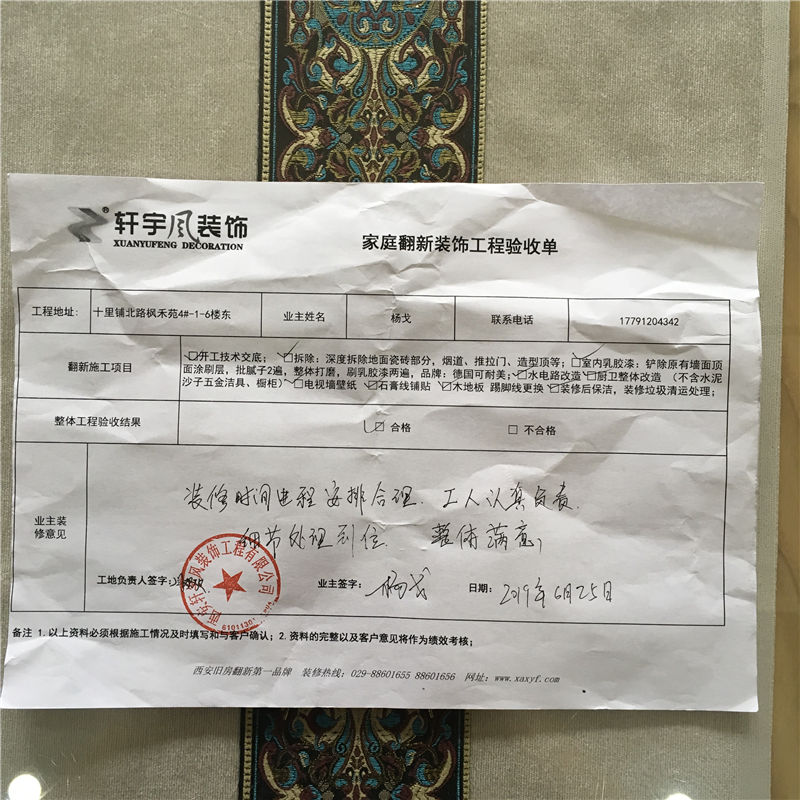 轩宇风装饰®
XUANYUFENG DECORATION
家庭翻新装饰工程验收单
工程地址: 十里铺北路枫禾苑4#-1-6楼东 业主姓名 杨戈 联系电话 17791204342
翻新施工项目
☑开工技术交底; ☑拆除: 深度拆除地面瓷砖部分, 烟道、推拉门、造型顶等; ☑室内乳胶漆: 铲除原有墙面顶
面涂刷层, 批腻子2遍, 整体打磨, 刷乳胶漆两遍, 品牌: 德国可耐美; ☑水电路改造 ☑厨卫整体改造 (不含水泥
沙子五金洁具、橱柜) ☑电视墙壁纸 ☑石膏线铺贴 ☑木地板 踢脚线更换 ☑装修后保洁, 装修垃圾清运处理;
整体工程验收结果 ☑ 合格 □ 不合格
业主装
修意见
装修时间进程安排合理. 工人认真负责.
细节处理到位. 整体满意,
工地负责人签字: 业主签字: 杨戈 日期: 2019年6月25日
装饰工程有限公司
备注 1.以上资料必须根据施工情况及时填写和与客户确认; 2.资料的完整以及客户意见将作为绩效考核;
西安旧房翻新第一品牌 装修热线: 029-88601655 88601656 网址: www.xaxyf.com